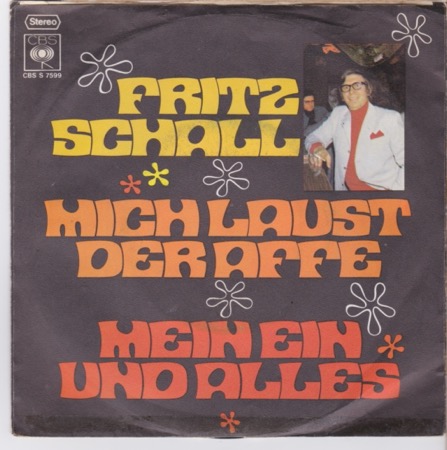 Stereo
CBS
CBS S 7599
FRITZ
SCHALL
MICH LAUST
DER AFFE
MEIN EIN
UND ALLES